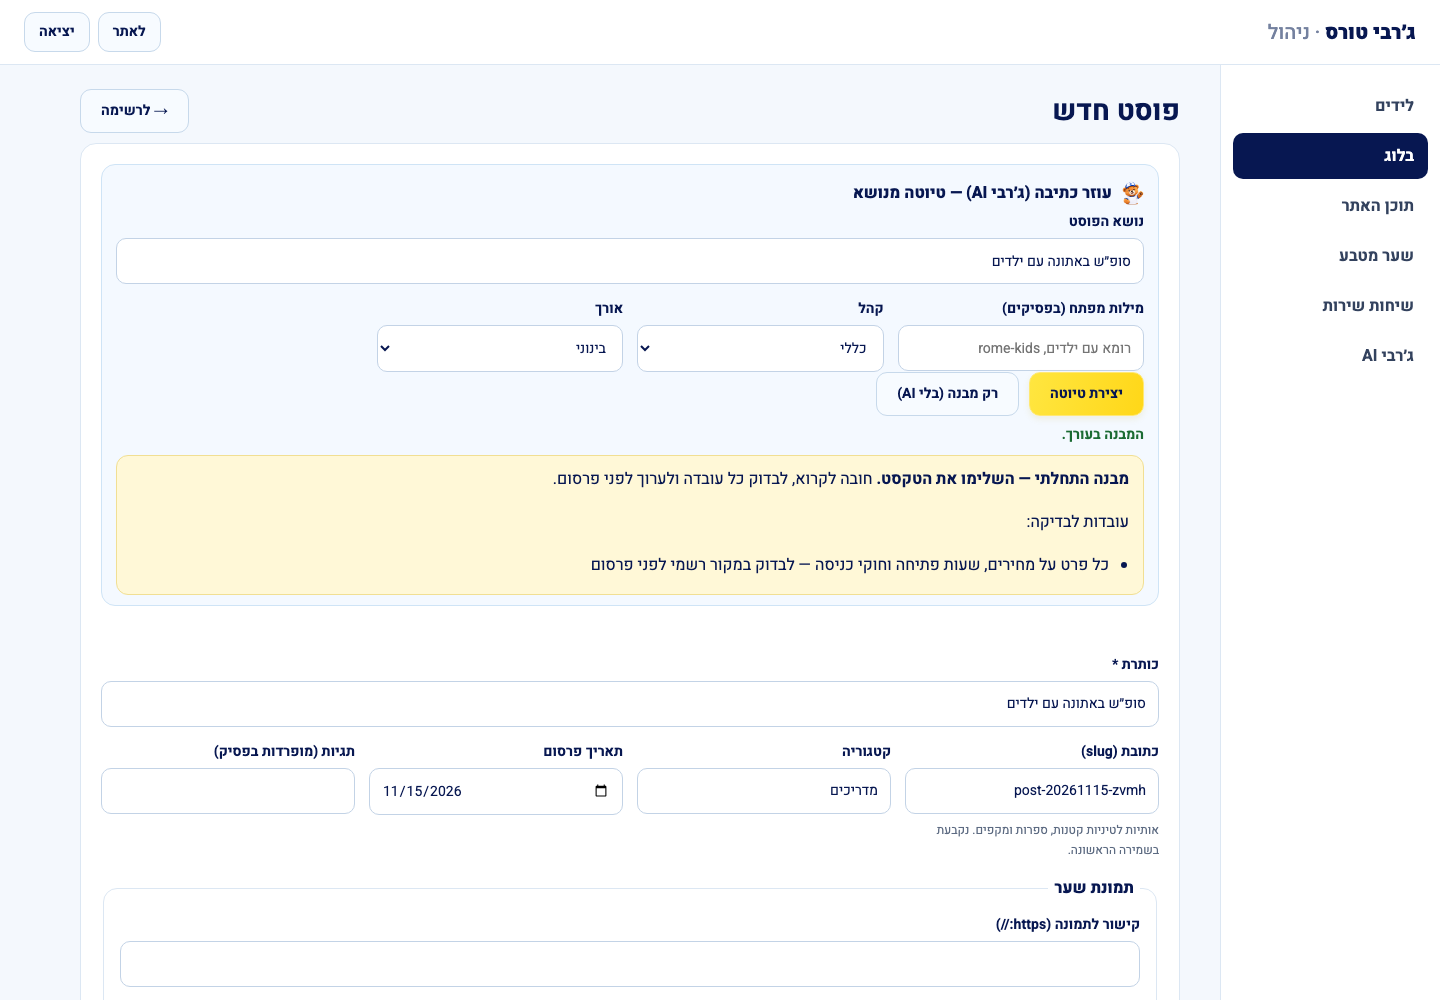 ג׳רבי טורס · ניהול
לאתר
יציאה
לידים
בלוג
תוכן האתר
שער מטבע
שיחות שירות
ג׳רבי AI
פוסט חדש
→ לרשימה
עוזר כתיבה (ג׳רבי AI) — טיוטה מנושא
נושא הפוסט
סופ״ש באתונה עם ילדים
מילות מפתח (בפסיקים)
קהל
אורך
רומא עם ילדים, rome-kids
כללי
בינוני
יצירת טיוטה
רק מבנה (בלי AI)
המבנה בעורך.
מבנה התחלתי — השלימו את הטקסט. חובה לקרוא, לבדוק כל עובדה ולערוך לפני פרסום.
עובדות לבדיקה:
• כל פרט על מחירים, שעות פתיחה וחוקי כניסה — לבדוק במקור רשמי לפני פרסום
כותרת *
סופ״ש באתונה עם ילדים
כתובת (slug)
קטגוריה
תאריך פרסום
תגיות (מופרדות בפסיק)
post-20261115-zvmh
מדריכים
11/15/2026
אותיות לטיניות קטנות, ספרות ומקפים. נקבעת
בשמירה הראשונה.
תמונת שער
קישור לתמונה (https://)